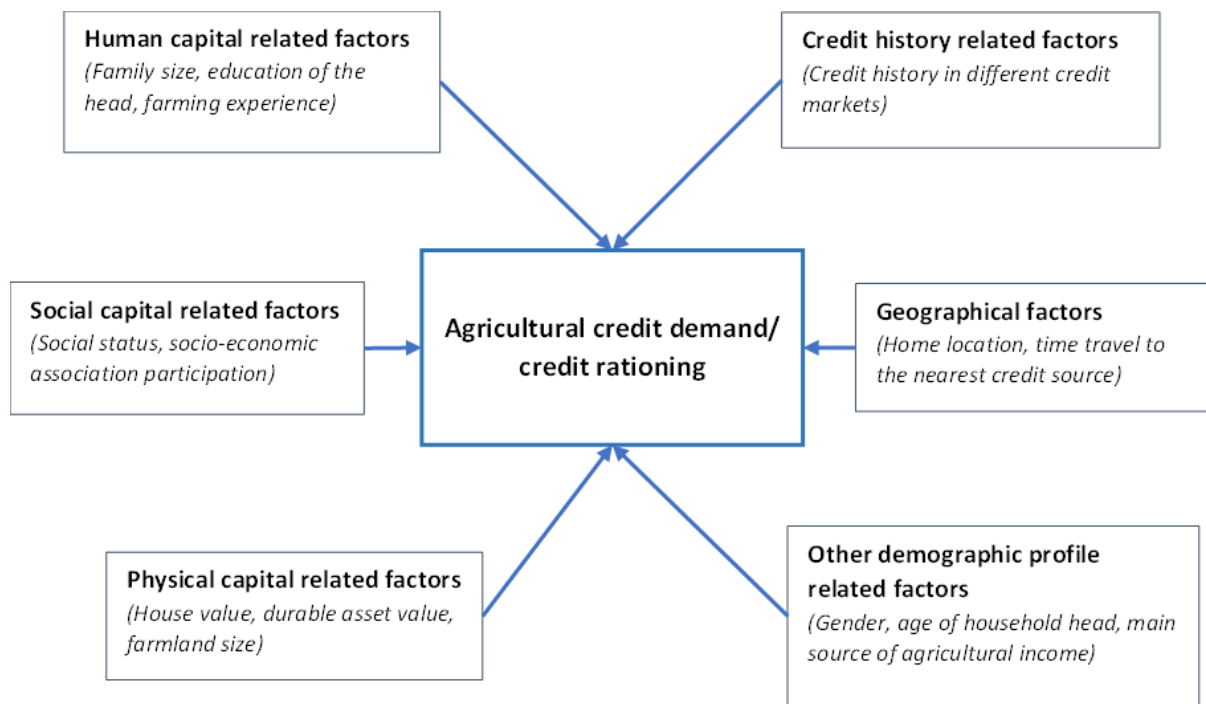 Human capital related factors
(Family size, education of the
head, farming experience)
Credit history related factors
(Credit history in different credit
markets)
Social capital related factors
(Social status, socio-economic
association participation)
Agricultural credit demand/
credit rationing
Geographical factors
(Home location, time travel to
the nearest credit source)
Physical capital related factors
(House value, durable asset value,
farmland size)
Other demographic profile
related factors
(Gender, age of household head, main
source of agricultural income)